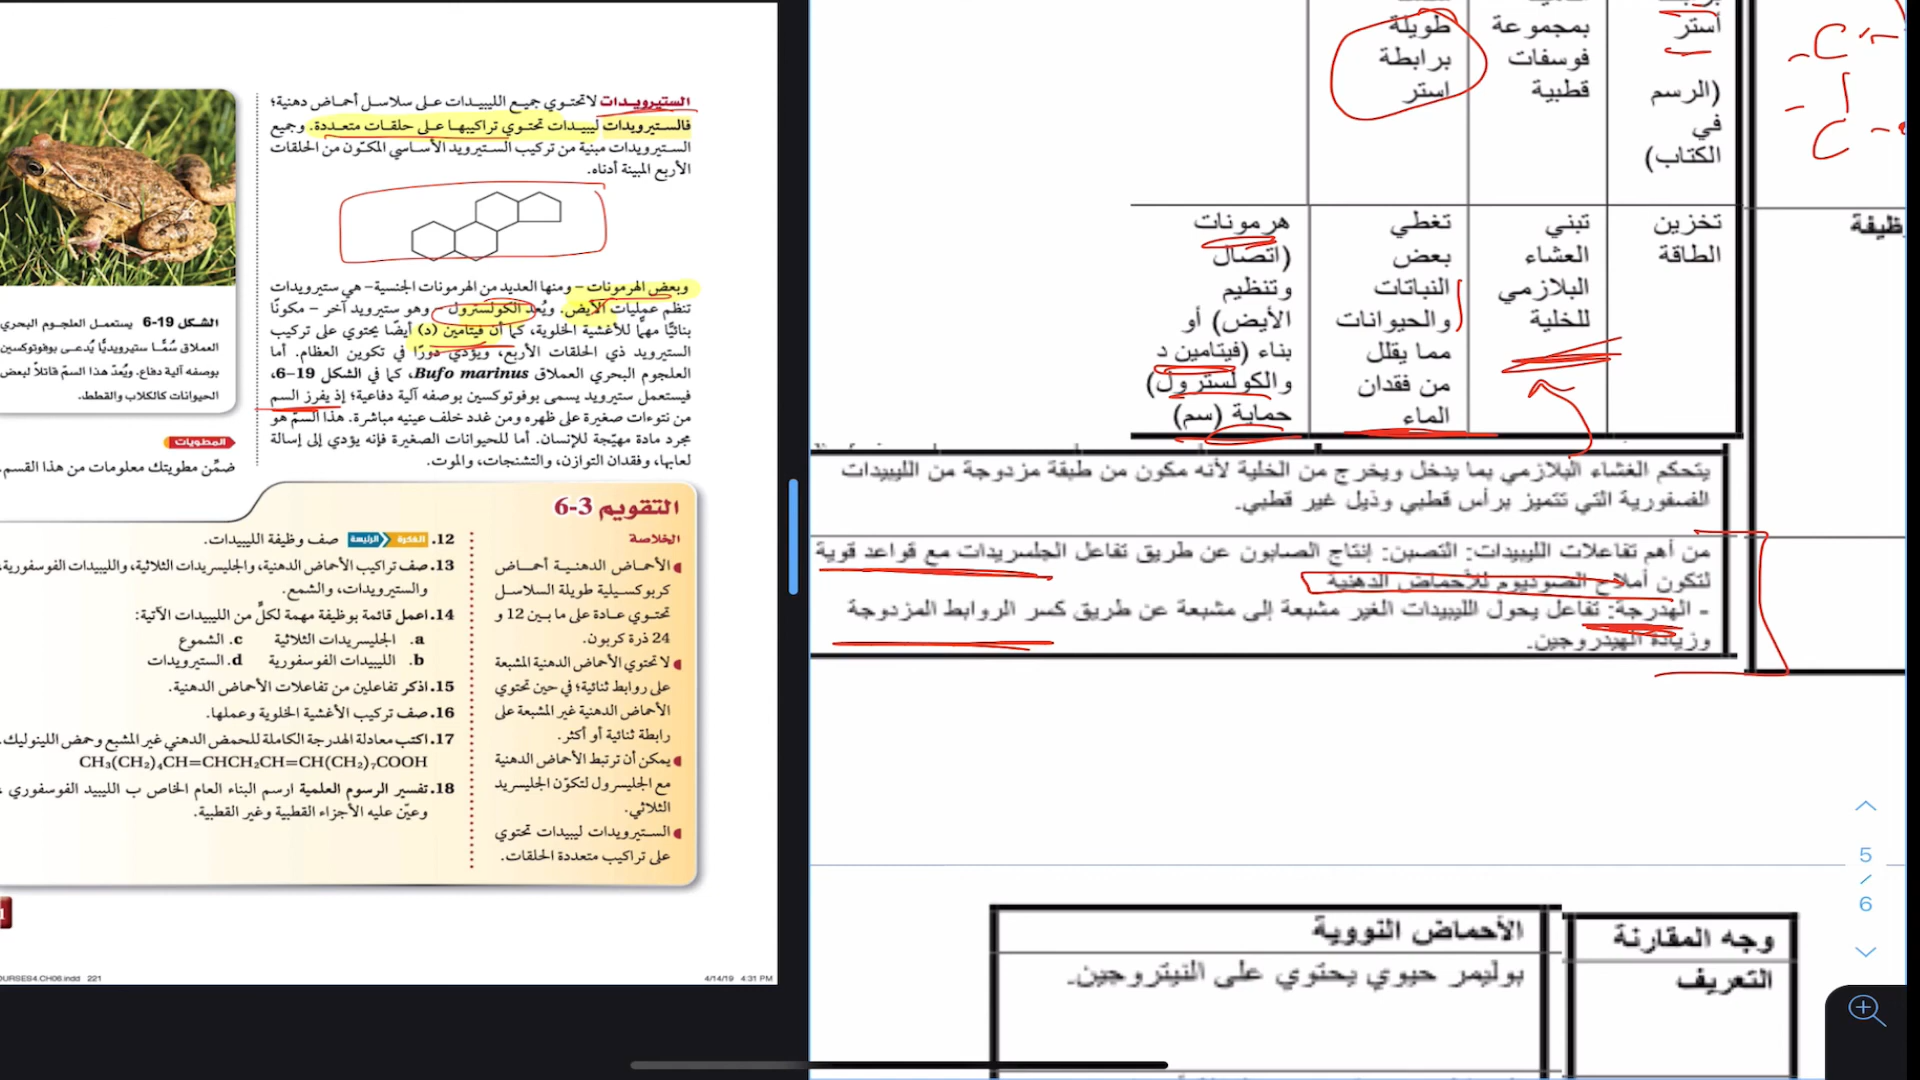 الستيرويدات لا تحتوي جميع الليبيدات على سلاسل أحماض دهنية؛
فالستيرويدات ليبيدات تحتوي تراكيبها على حلقات متعددة. وجميع
الستيرويدات مبنية من تركيب الستيرويد الأساسي المكوّن من الحلقات
الأربع المبينة أدناه.
وبعض الهرمونات - ومنها العديد من الهرمونات الجنسية - هي ستيرويدات
تنظم عمليات الأيض. ويُعد الكولسترول - وهو ستيرويد آخر - مكونًا
بنائيًّا مهمًّا للأغشية الخلوية، كما أن فيتامين (د) أيضًا يحتوي على تركيب
الستيرويد ذي الحلقات الأربع، ويؤدي دورًا في تكوين العظام. أما
العلجوم البحري العملاق Bufo marinus، كما في الشكل 19-6،
فيستعمل ستيرويد يسمى بوفوتوكسين بوصفه آلية دفاعية؛ إذ يفرز السم
من نتوءات صغيرة على ظهره ومن غدد خلف عينيه مباشرة. هذا السمّ هو
مجرد مادة مهيّجة للإنسان. أما للحيوانات الصغيرة فإنه يؤدي إلى إسالة
لعابها، وفقدان التوازن، والتشنجات، والموت.
الشكل 19-6 يستعمل العلجوم البحري
العملاق سُمًّا ستيرويديًّا يُدعى بوفوتوكسين
بوصفه آلية دفاع. ويُعدّ هذا السمّ قاتلاً لبعض
الحيوانات كالكلاب والقطط.
المطويات
ضمِّن مطويتك معلومات من هذا القسم.
التقويم 3-6
الخلاصة
الأحماض الدهنية أحماض
كربوكسيلية طويلة السلاسل
تحتوي عادة على ما بين 12 و
24 ذرة كربون.
لا تحتوي الأحماض الدهنية المشبعة
على روابط ثنائية؛ في حين تحتوي
الأحماض الدهنية غير المشبعة على
رابطة ثنائية أو أكثر.
يمكن أن ترتبط الأحماض الدهنية
مع الجليسرول لتكوّن الجليسريد
الثلاثي.
الستيرويدات ليبيدات تحتوي
على تراكيب متعددة الحلقات.
12. الفكرة الرئيسة صف وظيفة الليبيدات.
13. صف تراكيب الأحماض الدهنية، والجليسريدات الثلاثية، والليبيدات الفوسفورية،
والستيرويدات، والشمع.
14. اعمل قائمة بوظيفة مهمة لكلٍّ من الليبيدات الآتية:
a. الجليسريدات الثلاثية c. الشموع
b. الليبيدات الفوسفورية d. الستيرويدات
15. اذكر تفاعلين من تفاعلات الأحماض الدهنية.
16. صف تركيب الأغشية الخلوية وعملها.
17. اكتب معادلة الهدرجة الكاملة للحمض الدهني غير المشبع وحمض اللينوليك.
CH₃(CH₂)₄CH=CHCH₂CH=CH(CH₂)₇COOH
18. تفسير الرسوم العلمية ارسم البناء العام الخاص ب الليبيد الفوسفوري،
وعيّن عليه الأجزاء القطبية وغير القطبية.
OURSES4.CH06.indd 221
4/14/19 4:31 PM
أستر
(الرسم
في
الكتاب)
بمجموعة
فوسفات
قطبية
طويلة
برابطة
استر
C
C
تخزين
الطاقة
تبني
العشاء
البلازمي
للخلية
تغطي
بعض
النباتات
والحيوانات
مما يقلل
من فقدان
الماء
هرمونات
(اتصال
وتنظيم
الأيض) أو
بناء (فيتامين د
والكولسترول)
حماية (سم)
يتحكم الغشاء البلازمي بما يدخل ويخرج من الخلية لأنه مكون من طبقة مزدوجة من الليبيدات
الفسفورية التي تتميز برأس قطبي وذيل غير قطبي.
من أهم تفاعلات الليبيدات: التصبن: إنتاج الصابون عن طريق تفاعل الجلسريدات مع قواعد قوية
لتكون أملاح الصوديوم للأحماض الدهنية
- الهدرجة: تفاعل يحول الليبيدات الغير مشبعة إلى مشبعة عن طريق كسر الروابط المزدوجة
وزيادة الهيدروجين.
5
/
6
وجه المقارنة
الأحماض النووية
التعريف
بوليمر حيوي يحتوي على النيتروجين.